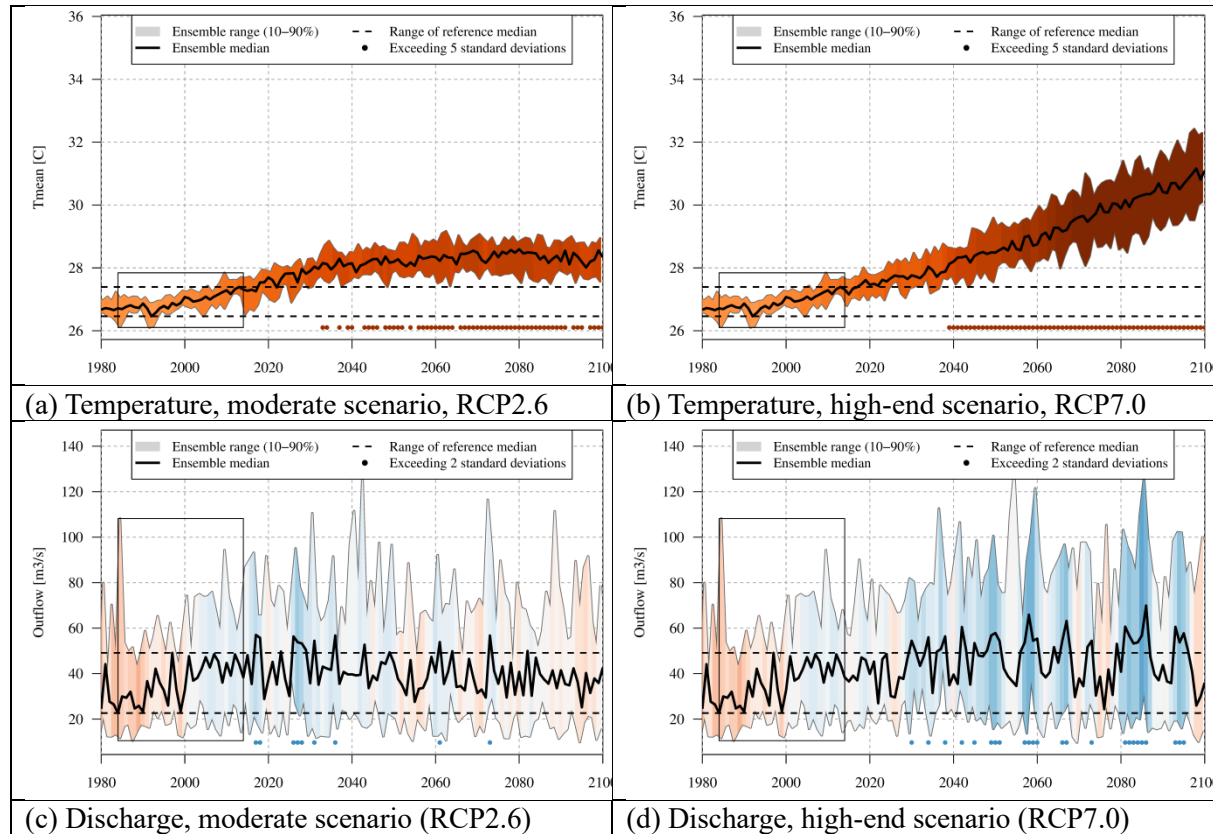 36
34
32
30
28
26
Tmean [C]
Ensemble range (10−90%)
Ensemble median
Range of reference median
Exceeding 5 standard deviations
1980 2000 2020 2040 2060 2080 2100
(a) Temperature, moderate scenario, RCP2.6
36
34
32
30
28
26
Tmean [C]
Ensemble range (10−90%)
Ensemble median
Range of reference median
Exceeding 5 standard deviations
1980 2000 2020 2040 2060 2080 2100
(b) Temperature, high-end scenario, RCP7.0
140
120
100
80
60
40
20
Outflow [m3/s]
Ensemble range (10−90%)
Ensemble median
Range of reference median
Exceeding 2 standard deviations
1980 2000 2020 2040 2060 2080 2100
(c) Discharge, moderate scenario (RCP2.6)
140
120
100
80
60
40
20
Outflow [m3/s]
Ensemble range (10−90%)
Ensemble median
Range of reference median
Exceeding 2 standard deviations
1980 2000 2020 2040 2060 2080 2100
(d) Discharge, high-end scenario (RCP7.0)